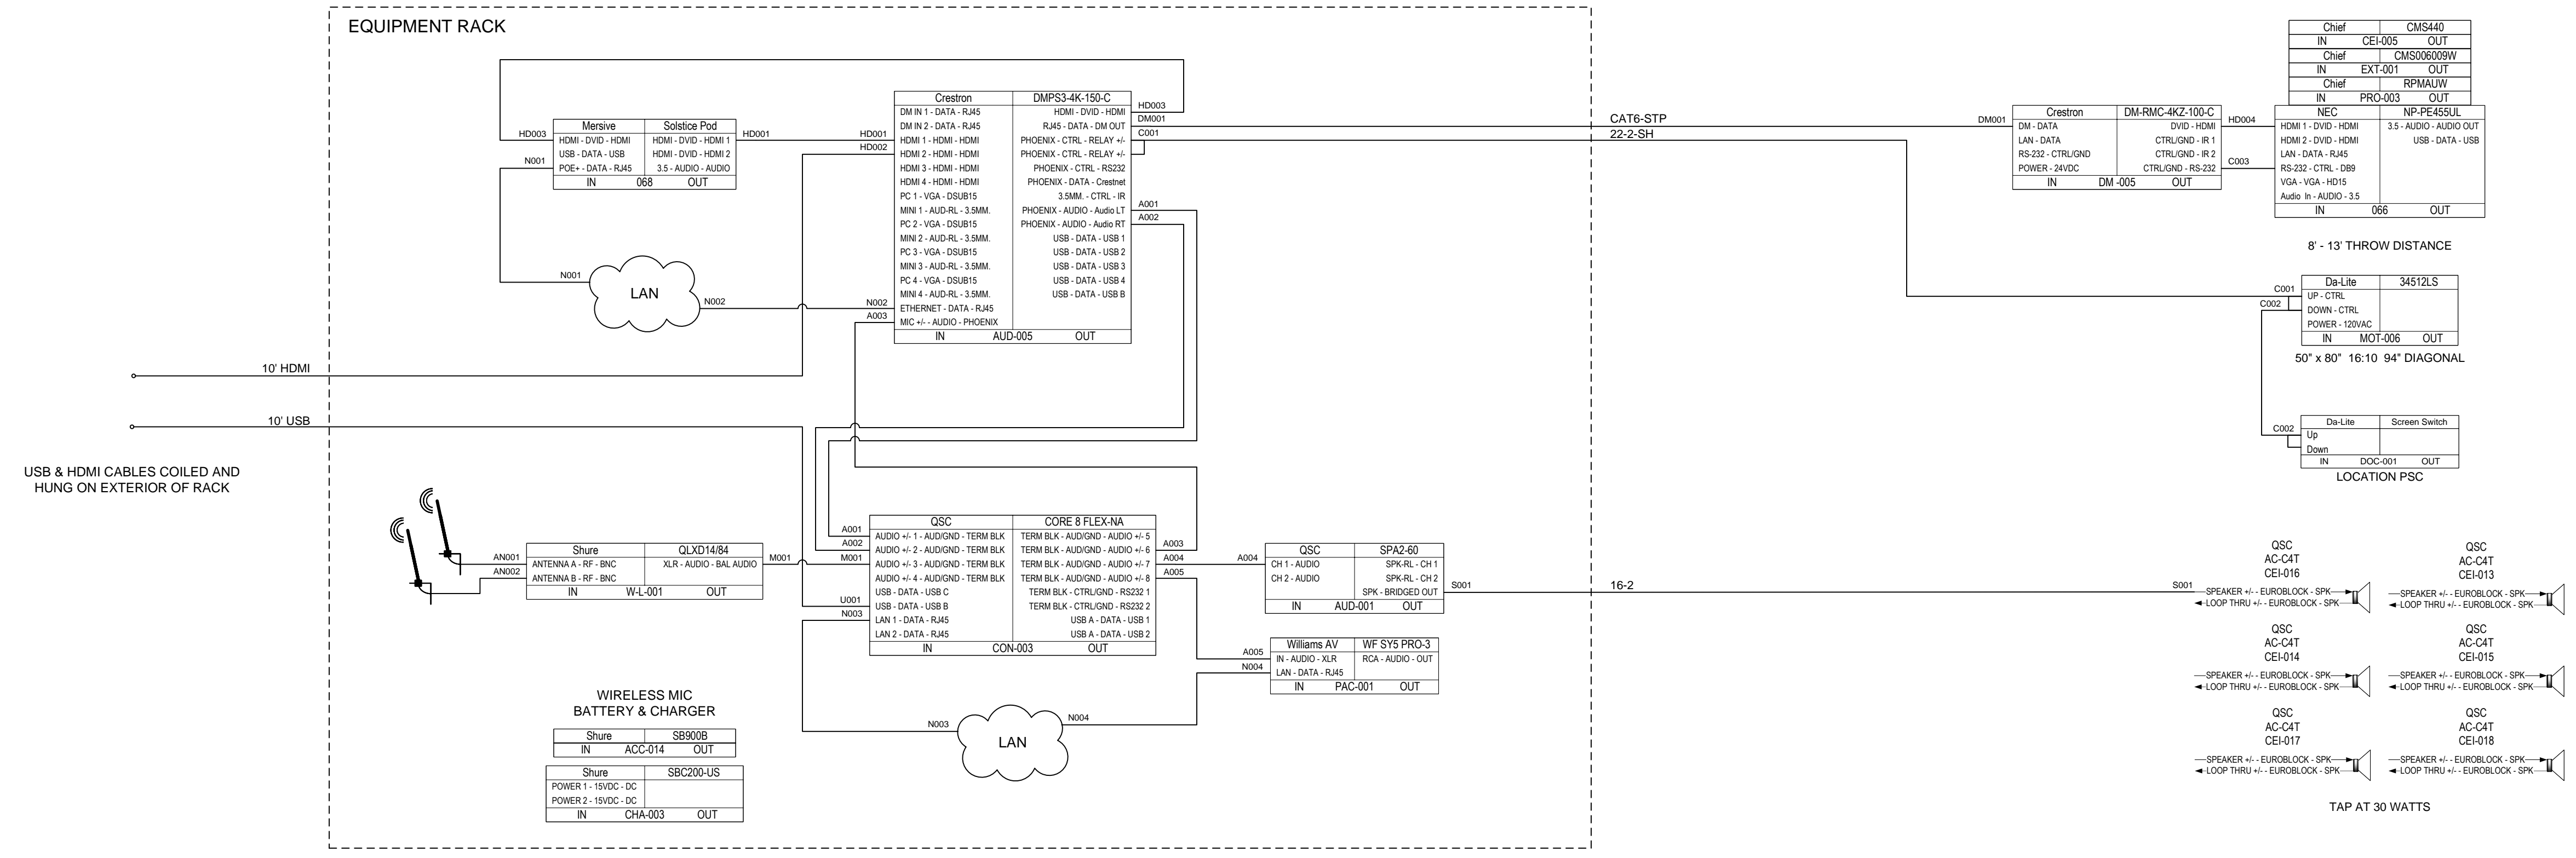 EQUIPMENT RACK
Mersive Solstice Pod
HD003 HDMI - DVID - HDMI HDMI - DVID - HDMI 1 HD001
USB - DATA - USB HDMI - DVID - HDMI 2
N001 POE+ - DATA - RJ45 3.5 - AUDIO - AUDIO
IN 068 OUT
N001
LAN
N002
Crestron DMPS3-4K-150-C
DM IN 1 - DATA - RJ45 HDMI - DVID - HDMI HD003
DM IN 2 - DATA - RJ45 RJ45 - DATA - DM OUT DM001
HD001 HDMI 1 - HDMI - HDMI PHOENIX - CTRL - RELAY +/- C001
HD002 HDMI 2 - HDMI - HDMI PHOENIX - CTRL - RELAY +/-
HDMI 3 - HDMI - HDMI PHOENIX - CTRL - RS232
HDMI 4 - HDMI - HDMI PHOENIX - DATA - Crestnet
PC 1 - VGA - DSUB15 3.5MM. - CTRL - IR
MINI 1 - AUD-RL - 3.5MM. PHOENIX - AUDIO - Audio LT A001
PC 2 - VGA - DSUB15 PHOENIX - AUDIO - Audio RT A002
MINI 2 - AUD-RL - 3.5MM. USB - DATA - USB 1
PC 3 - VGA - DSUB15 USB - DATA - USB 2
MINI 3 - AUD-RL - 3.5MM. USB - DATA - USB 3
PC 4 - VGA - DSUB15 USB - DATA - USB 4
MINI 4 - AUD-RL - 3.5MM. USB - DATA - USB B
N002 ETHERNET - DATA - RJ45
A003 MIC +/- - AUDIO - PHOENIX
IN AUD-005 OUT
CAT6-STP
22-2-SH
Crestron DM-RMC-4KZ-100-C
DM001 DM - DATA DVID - HDMI HD004
LAN - DATA CTRL/GND - IR 1
RS-232 - CTRL/GND CTRL/GND - IR 2
POWER - 24VDC CTRL/GND - RS-232 C003
IN DM -005 OUT
Chief CMS440
IN CEI-005 OUT
Chief CMS006009W
IN EXT-001 OUT
Chief RPMAUW
IN PRO-003 OUT
NEC NP-PE455UL
HDMI 1 - DVID - HDMI 3.5 - AUDIO - AUDIO OUT
HDMI 2 - DVID - HDMI USB - DATA - USB
LAN - DATA - RJ45
RS-232 - CTRL - DB9
VGA - VGA - HD15
Audio In - AUDIO - 3.5
IN 066 OUT
8' - 13' THROW DISTANCE
Da-Lite 34512LS
C001 UP - CTRL
C002 DOWN - CTRL
POWER - 120VAC
IN MOT-006 OUT
50" x 80" 16:10 94" DIAGONAL
Da-Lite Screen Switch
C002 Up
Down
IN DOC-001 OUT
LOCATION PSC
10' HDMI
10' USB
USB & HDMI CABLES COILED AND
HUNG ON EXTERIOR OF RACK
Shure QLXD14/84
AN001 ANTENNA A - RF - BNC XLR - AUDIO - BAL AUDIO M001
AN002 ANTENNA B - RF - BNC
IN W-L-001 OUT
QSC CORE 8 FLEX-NA
A001 AUDIO +/- 1 - AUD/GND - TERM BLK TERM BLK - AUD/GND - AUDIO +/- 5
A002 AUDIO +/- 2 - AUD/GND - TERM BLK TERM BLK - AUD/GND - AUDIO +/- 6 A003
M001 AUDIO +/- 3 - AUD/GND - TERM BLK TERM BLK - AUD/GND - AUDIO +/- 7 A004
AUDIO +/- 4 - AUD/GND - TERM BLK TERM BLK - AUD/GND - AUDIO +/- 8 A005
USB - DATA - USB C TERM BLK - CTRL/GND - RS232 1
U001 USB - DATA - USB B TERM BLK - CTRL/GND - RS232 2
N003 LAN 1 - DATA - RJ45 USB A - DATA - USB 1
LAN 2 - DATA - RJ45 USB A - DATA - USB 2
IN CON-003 OUT
QSC SPA2-60
A004 CH 1 - AUDIO SPK-RL - CH 1
CH 2 - AUDIO SPK-RL - CH 2
SPK - BRIDGED OUT S001
IN AUD-001 OUT
16-2
Williams AV WF SY5 PRO-3
A005 IN - AUDIO - XLR RCA - AUDIO - OUT
N004 LAN - DATA - RJ45
IN PAC-001 OUT
N003
LAN
N004
WIRELESS MIC
BATTERY & CHARGER
Shure SB900B
IN ACC-014 OUT
Shure SBC200-US
POWER 1 - 15VDC - DC
POWER 2 - 15VDC - DC
IN CHA-003 OUT
QSC
AC-C4T
CEI-016
S001
SPEAKER +/- - EUROBLOCK - SPK
LOOP THRU +/- - EUROBLOCK - SPK
QSC
AC-C4T
CEI-013
SPEAKER +/- - EUROBLOCK - SPK
LOOP THRU +/- - EUROBLOCK - SPK
QSC
AC-C4T
CEI-014
SPEAKER +/- - EUROBLOCK - SPK
LOOP THRU +/- - EUROBLOCK - SPK
QSC
AC-C4T
CEI-015
SPEAKER +/- - EUROBLOCK - SPK
LOOP THRU +/- - EUROBLOCK - SPK
QSC
AC-C4T
CEI-017
SPEAKER +/- - EUROBLOCK - SPK
LOOP THRU +/- - EUROBLOCK - SPK
QSC
AC-C4T
CEI-018
SPEAKER +/- - EUROBLOCK - SPK
LOOP THRU +/- - EUROBLOCK - SPK
TAP AT 30 WATTS